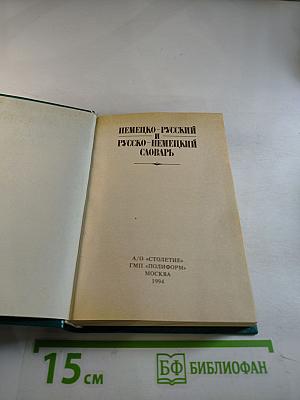 НЕМЕЦКО-РУССКИЙ
И
РУССКО-НЕМЕЦКИЙ
СЛОВАРЬ
А/О «СТОЛЕТИЕ»
ГМП «ПОЛИФОРМ»
МОСКВА
1994
15 см
БФ БИБЛИОФАН